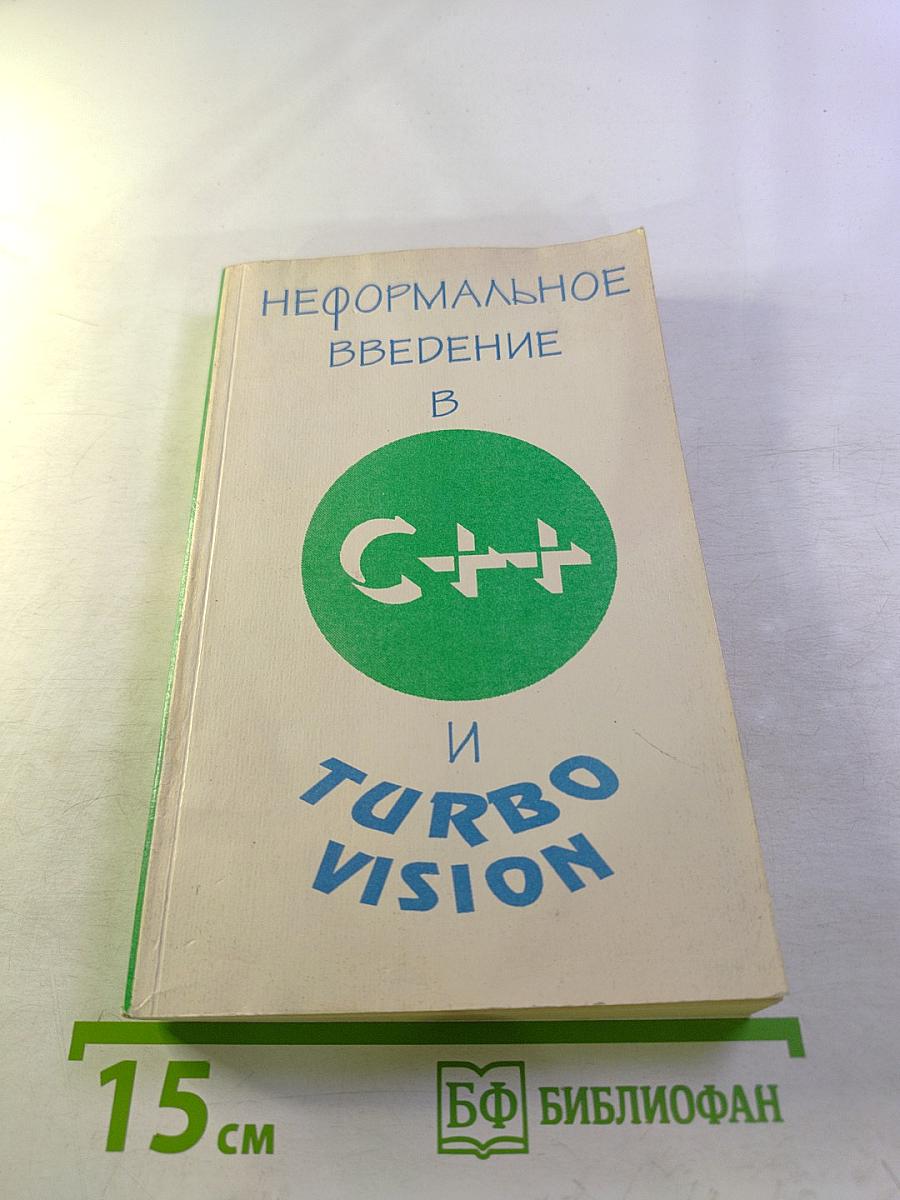 НЕФОРМАЛЬНОЕ
ВВЕДЕНИЕ
В
C++
И
TURBO
VISION
15 см
БФ БИБЛИОФАН